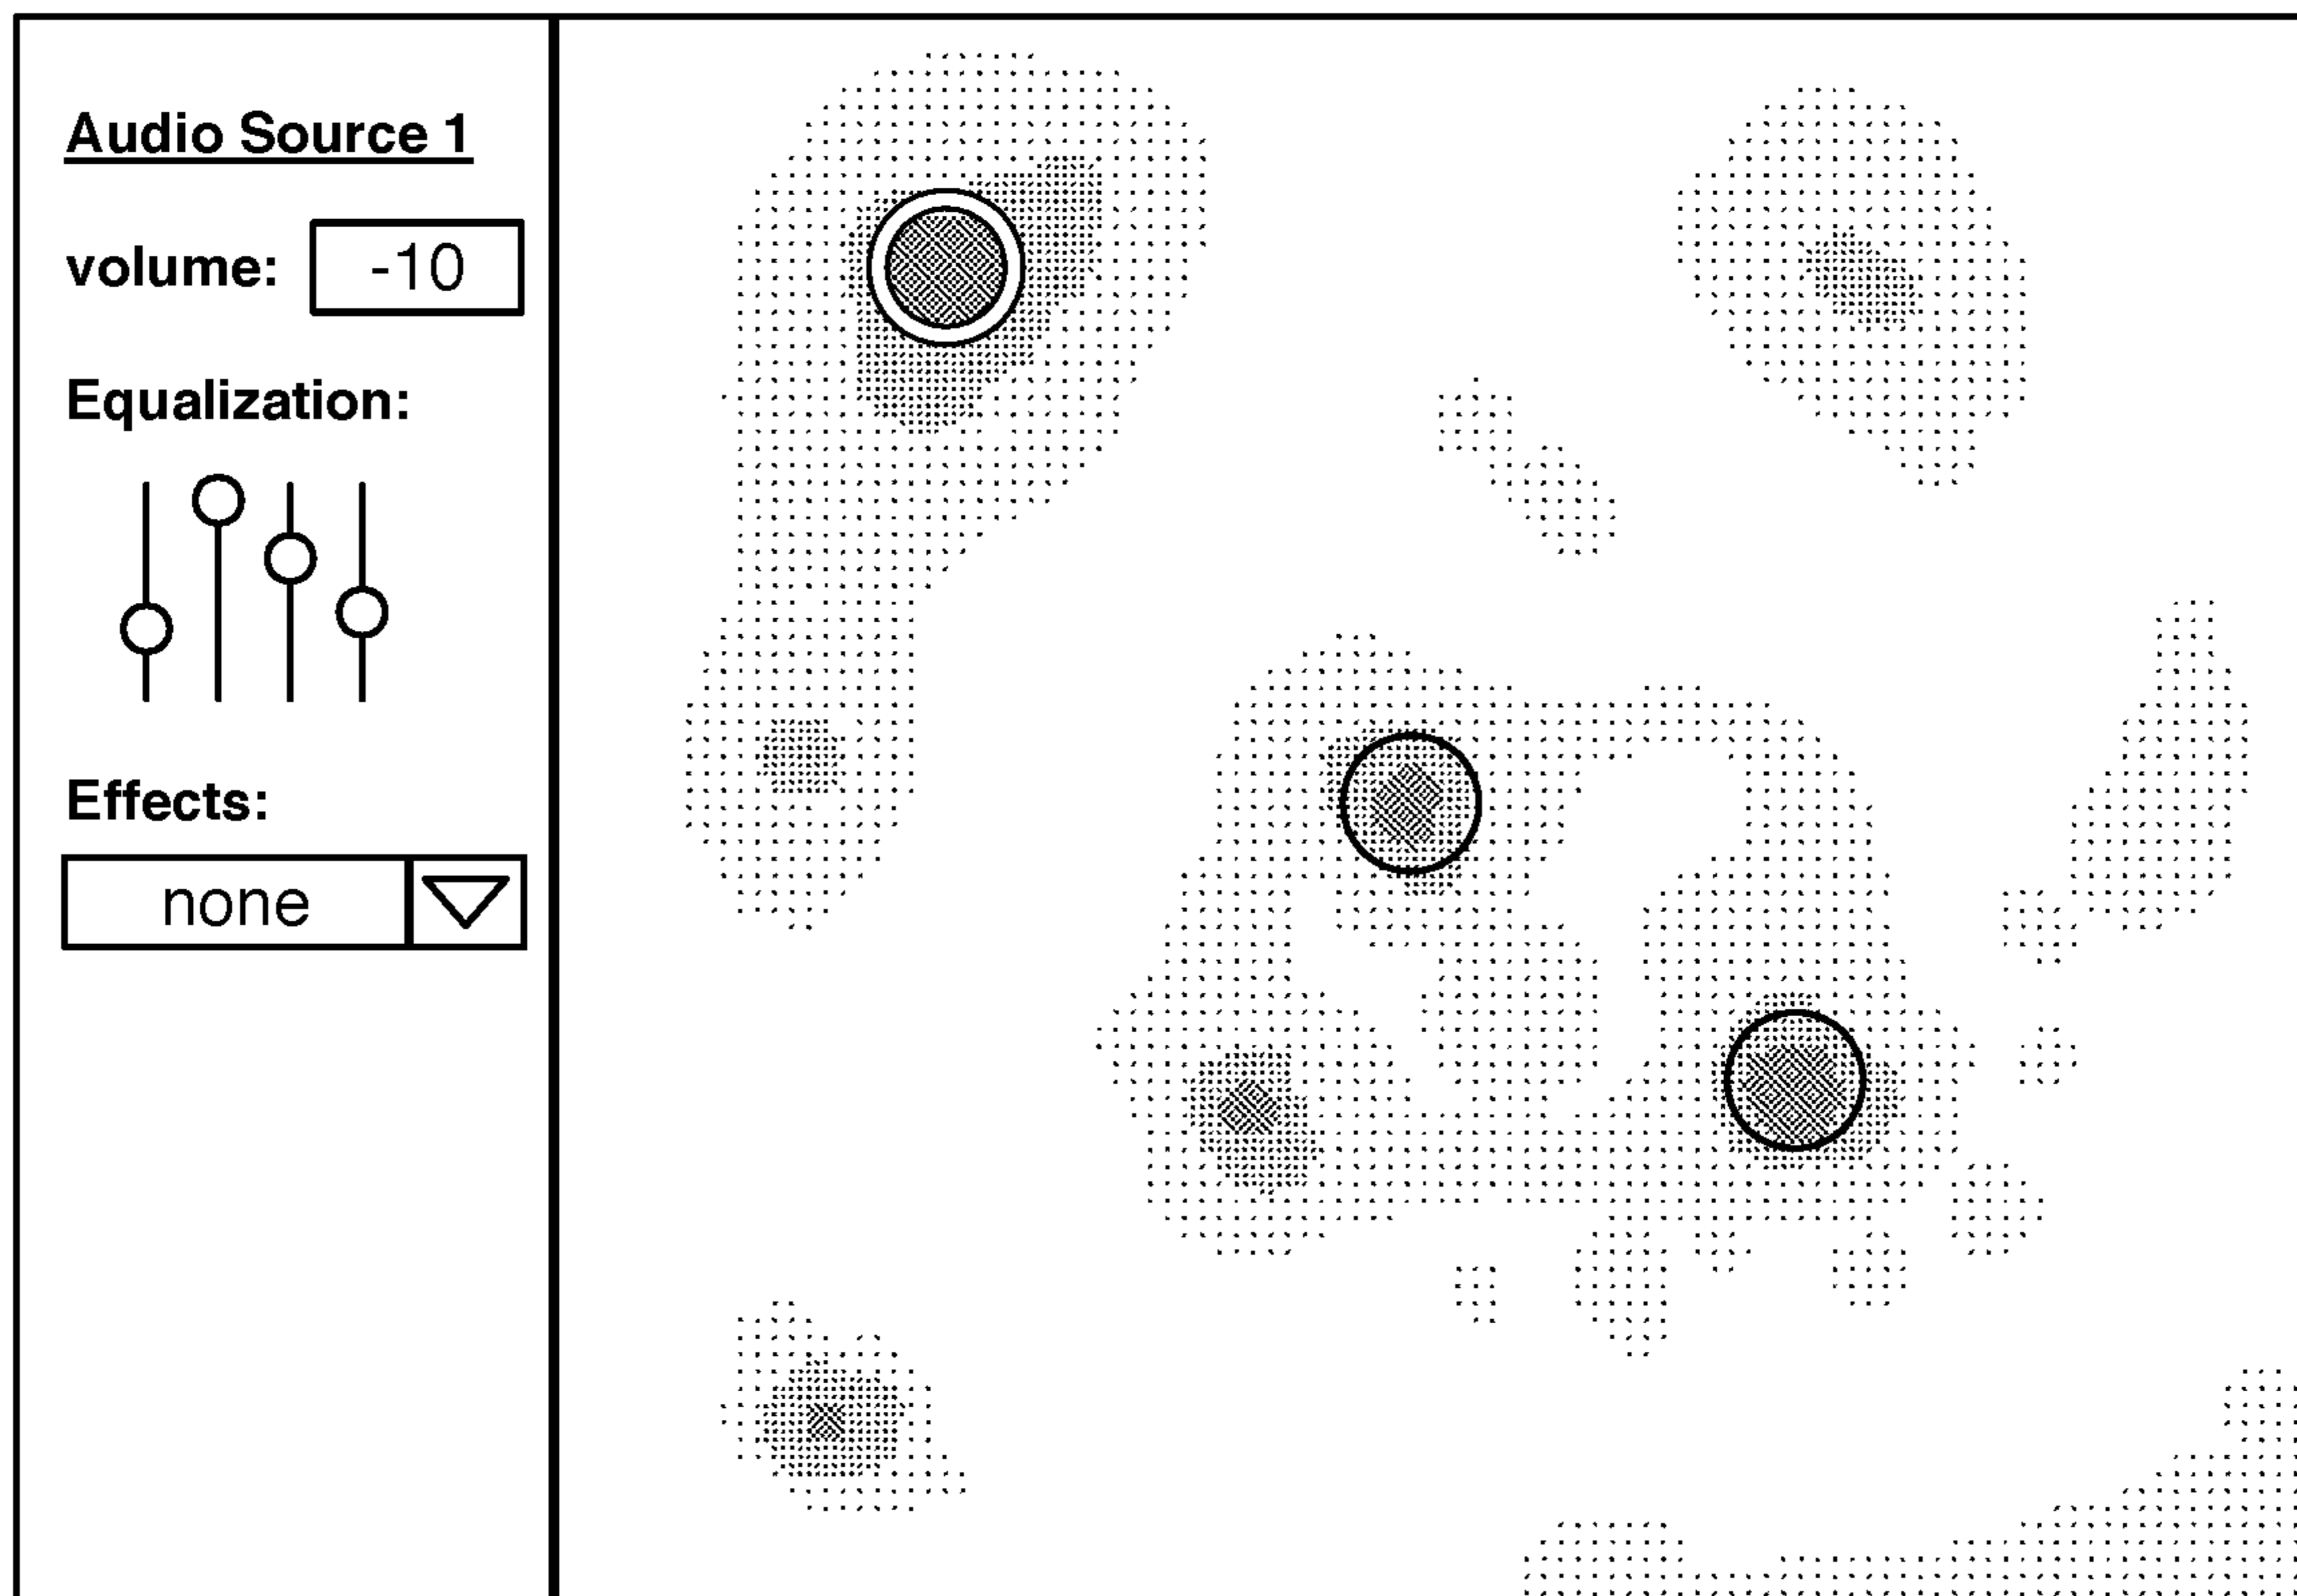 Audio Source 1
volume: -10
Equalization:
Effects:
none